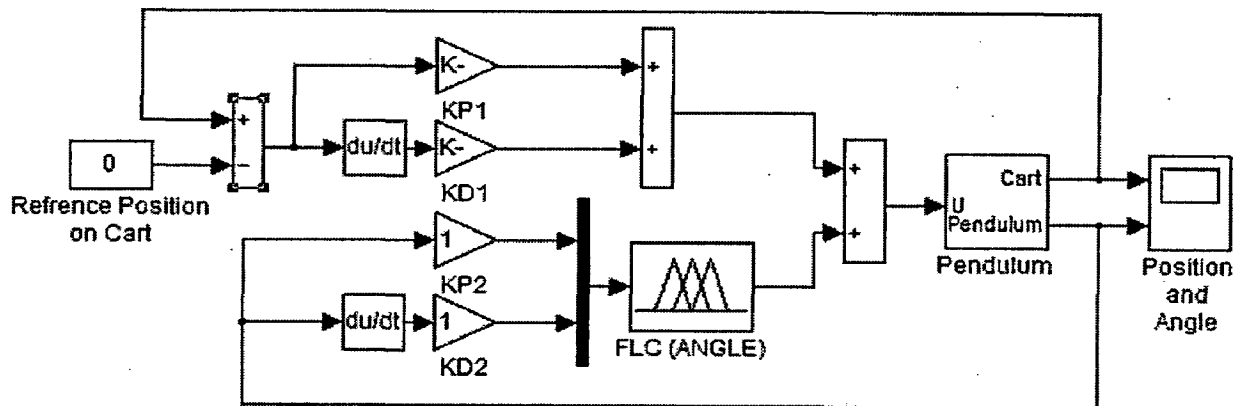 K-
KP1
+
−
0
Refrence Position
on Cart
du/dt
K-
KD1
+
+
1
KP2
du/dt
1
KD2
FLC (ANGLE)
+
+
U
Cart
Pendulum
Pendulum
Position
and
Angle